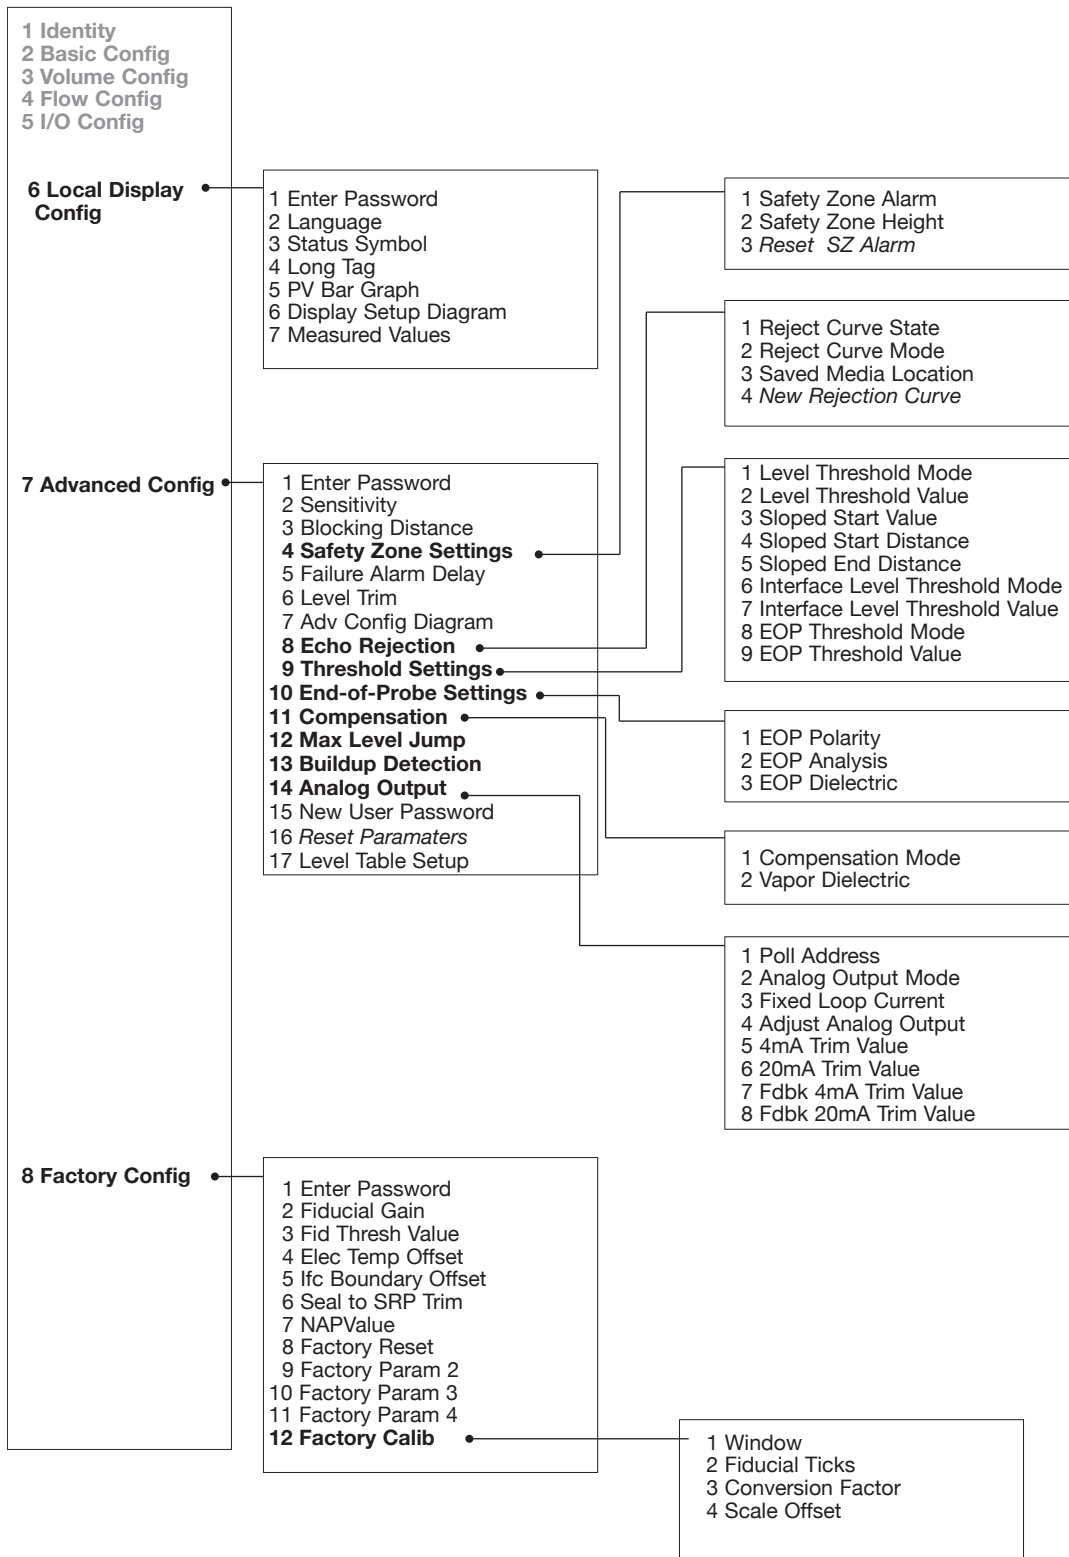 1 Identity
2 Basic Config
3 Volume Config
4 Flow Config
5 I/O Config
6 Local Display
Config
1 Enter Password
2 Language
3 Status Symbol
4 Long Tag
5 PV Bar Graph
6 Display Setup Diagram
7 Measured Values
1 Safety Zone Alarm
2 Safety Zone Height
3 Reset SZ Alarm
1 Reject Curve State
2 Reject Curve Mode
3 Saved Media Location
4 New Rejection Curve
7 Advanced Config
1 Enter Password
2 Sensitivity
3 Blocking Distance
4 Safety Zone Settings
5 Failure Alarm Delay
6 Level Trim
7 Adv Config Diagram
8 Echo Rejection
9 Threshold Settings
10 End-of-Probe Settings
11 Compensation
12 Max Level Jump
13 Buildup Detection
14 Analog Output
15 New User Password
16 Reset Paramaters
17 Level Table Setup
1 Level Threshold Mode
2 Level Threshold Value
3 Sloped Start Value
4 Sloped Start Distance
5 Sloped End Distance
6 Interface Level Threshold Mode
7 Interface Level Threshold Value
8 EOP Threshold Mode
9 EOP Threshold Value
1 EOP Polarity
2 EOP Analysis
3 EOP Dielectric
1 Compensation Mode
2 Vapor Dielectric
1 Poll Address
2 Analog Output Mode
3 Fixed Loop Current
4 Adjust Analog Output
5 4mA Trim Value
6 20mA Trim Value
7 Fdbk 4mA Trim Value
8 Fdbk 20mA Trim Value
8 Factory Config
1 Enter Password
2 Fiducial Gain
3 Fid Thresh Value
4 Elec Temp Offset
5 Ifc Boundary Offset
6 Seal to SRP Trim
7 NAPValue
8 Factory Reset
9 Factory Param 2
10 Factory Param 3
11 Factory Param 4
12 Factory Calib
1 Window
2 Fiducial Ticks
3 Conversion Factor
4 Scale Offset